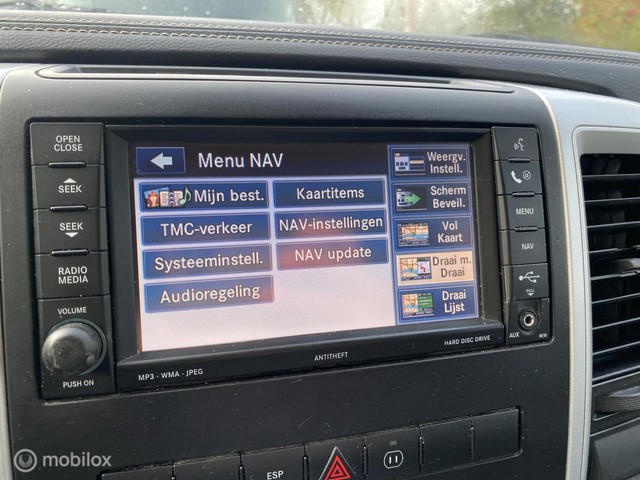 OPEN
CLOSE
SEEK
SEEK
RADIO
MEDIA
VOLUME
PUSH ON
Menu NAV
Mijn best.
Kaartitems
TMC-verkeer
NAV-instellingen
Systeeminstell.
NAV update
Audioregeling
Weergv.
Instell.
Scherm
Beveil.
Vol
Kaart
Draai m.
Draai
Draai
Lijst
MENU
NAV
PULL
AUX
MP3 · WMA · JPEG
ANTITHEFT
HARD DISC DRIVE
ESP
mobilox